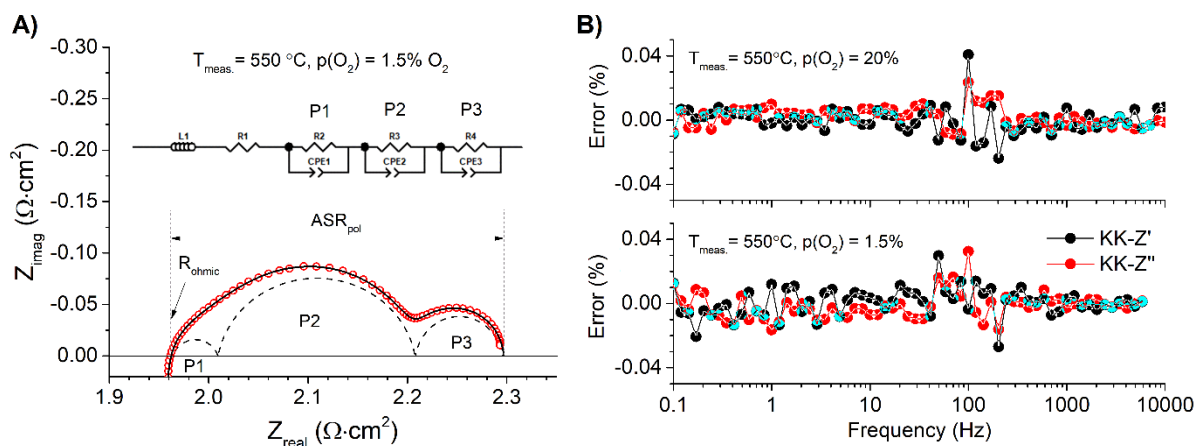 A)
T_meas. = 550 °C, p(O₂) = 1.5% O₂
P1 P2 P3
L1 R1 R2 R3 R4
CPE1 CPE2 CPE3
ASR_pol
R_ohmic
P1 P2 P3
-0.30
-0.25
-0.20
-0.15
-0.10
-0.05
0.00
Z_imag (Ω·cm²)
1.9 2.0 2.1 2.2 2.3
Z_real (Ω·cm²)
B)
T_meas. = 550°C, p(O₂) = 20%
0.04
0.00
-0.04
Error (%)
T_meas. = 550°C, p(O₂) = 1.5%
KK-Z'
KK-Z"
0.04
0.00
-0.04
Error (%)
0.1 1 10 100 1000 10000
Frequency (Hz)